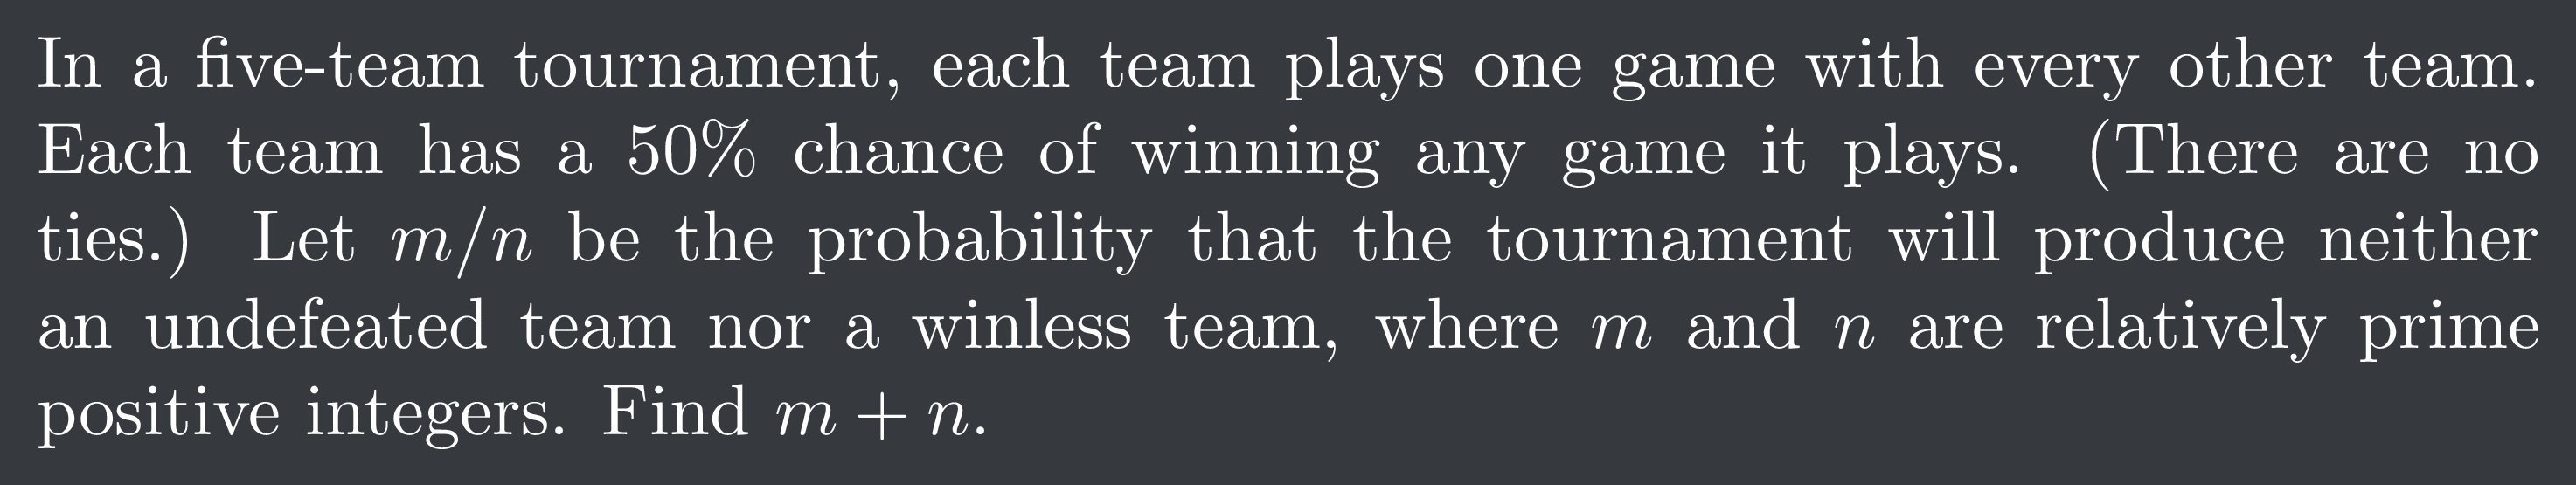 In a five-team tournament, each team plays one game with every other team.
Each team has a 50% chance of winning any game it plays. (There are no
ties.) Let m/n be the probability that the tournament will produce neither
an undefeated team nor a winless team, where m and n are relatively prime
positive integers. Find m + n.